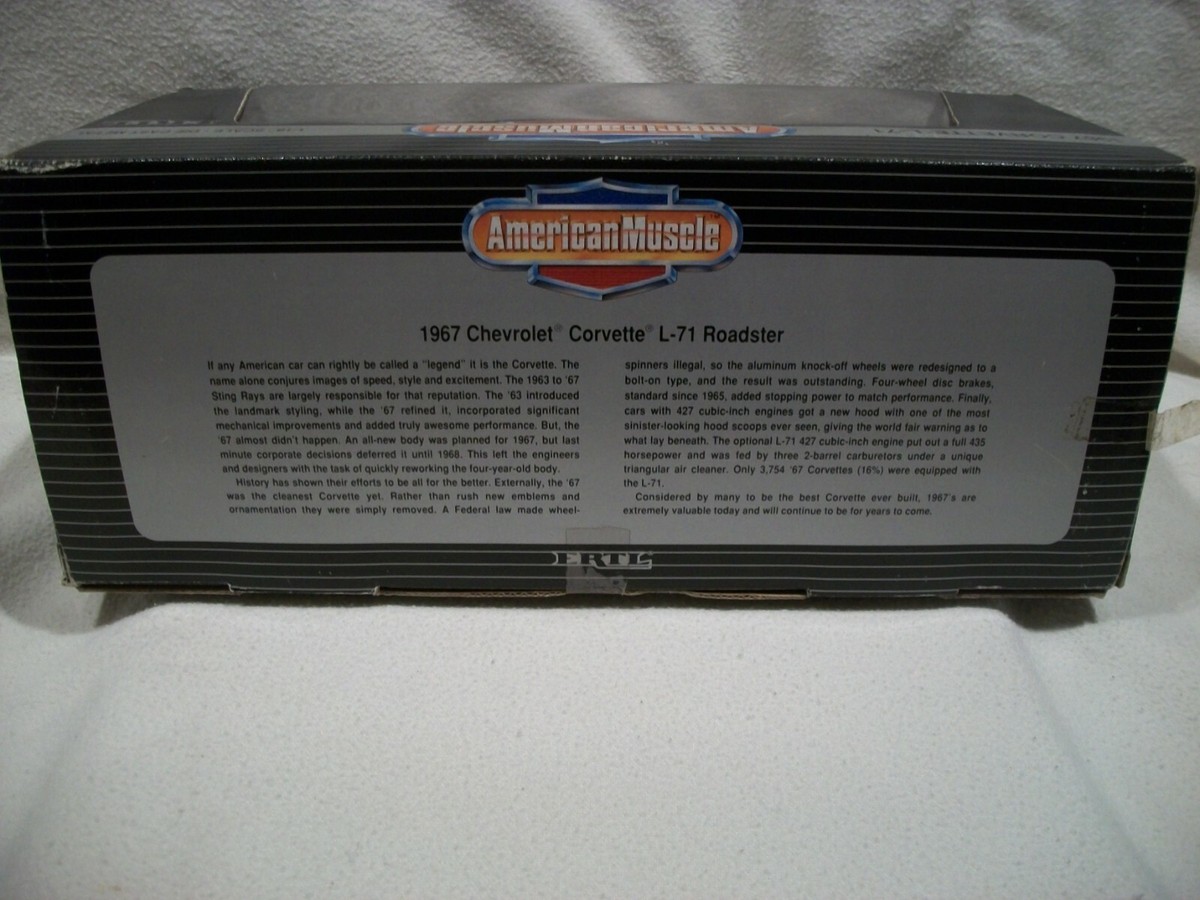 AmericanMuscle
AmericanMuscle™
1967 Chevrolet® Corvette® L-71 Roadster
If any American car can rightly be called a "legend" it is the Corvette. The
name alone conjures images of speed, style and excitement. The 1963 to '67
Sting Rays are largely responsible for that reputation. The '63 introduced
the landmark styling, while the '67 refined it, incorporated significant
mechanical improvements and added truly awesome performance. But, the
'67 almost didn't happen. An all-new body was planned for 1967, but last
minute corporate decisions deferred it until 1968. This left the engineers
and designers with the task of quickly reworking the four-year-old body.
History has shown their efforts to be all for the better. Externally, the '67
was the cleanest Corvette yet. Rather than rush new emblems and
ornamentation they were simply removed. A Federal law made wheel-
spinners illegal, so the aluminum knock-off wheels were redesigned to a
bolt-on type, and the result was outstanding. Four-wheel disc brakes,
standard since 1965, added stopping power to match performance. Finally,
cars with 427 cubic-inch engines got a new hood with one of the most
sinister-looking hood scoops ever seen, giving the world fair warning as to
what lay beneath. The optional L-71 427 cubic-inch engine put out a full 435
horsepower and was fed by three 2-barrel carburetors under a unique
triangular air cleaner. Only 3,754 '67 Corvettes (16%) were equipped with
the L-71.
Considered by many to be the best Corvette ever built, 1967's are
extremely valuable today and will continue to be for years to come.
ERTL